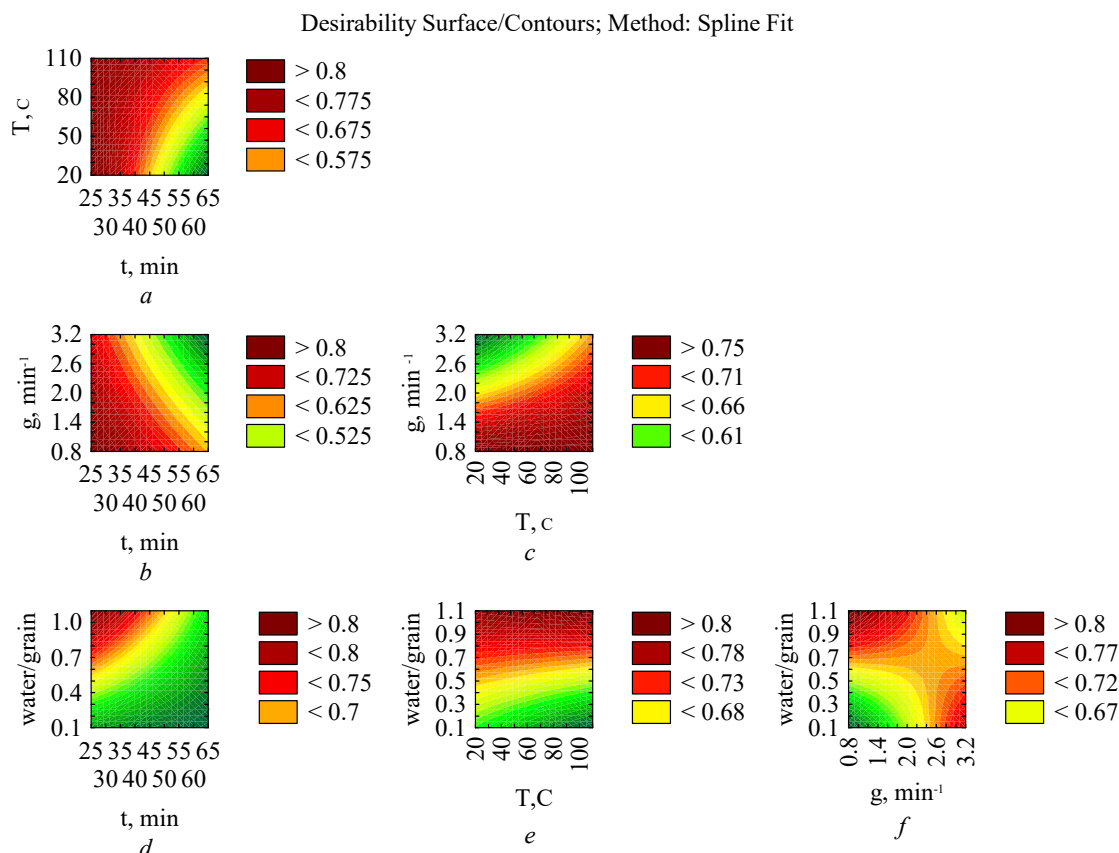 Desirability Surface/Contours; Method: Spline Fit
T, C
110
80
50
20
25 35 45 55 65
30 40 50 60
t, min
a
> 0.8
< 0.775
< 0.675
< 0.575
g, min-1
3.2
2.6
2.0
1.4
0.8
25 35 45 55 65
30 40 50 60
t, min
b
> 0.8
< 0.725
< 0.625
< 0.525
g, min-1
3.2
2.6
2.0
1.4
0.8
20 40 60 80 100
T, C
c
> 0.75
< 0.71
< 0.66
< 0.61
water/grain
1.0
0.7
0.4
0.1
25 35 45 55 65
30 40 50 60
t, min
d
> 0.8
< 0.8
< 0.75
< 0.7
water/grain
1.1
0.9
0.7
0.5
0.3
0.1
20 40 60 80 100
T,C
e
> 0.8
< 0.78
< 0.73
< 0.68
water/grain
1.1
0.9
0.7
0.5
0.3
0.1
0.8 1.4 2.0 2.6 3.2
g, min-1
f
> 0.8
< 0.77
< 0.72
< 0.67